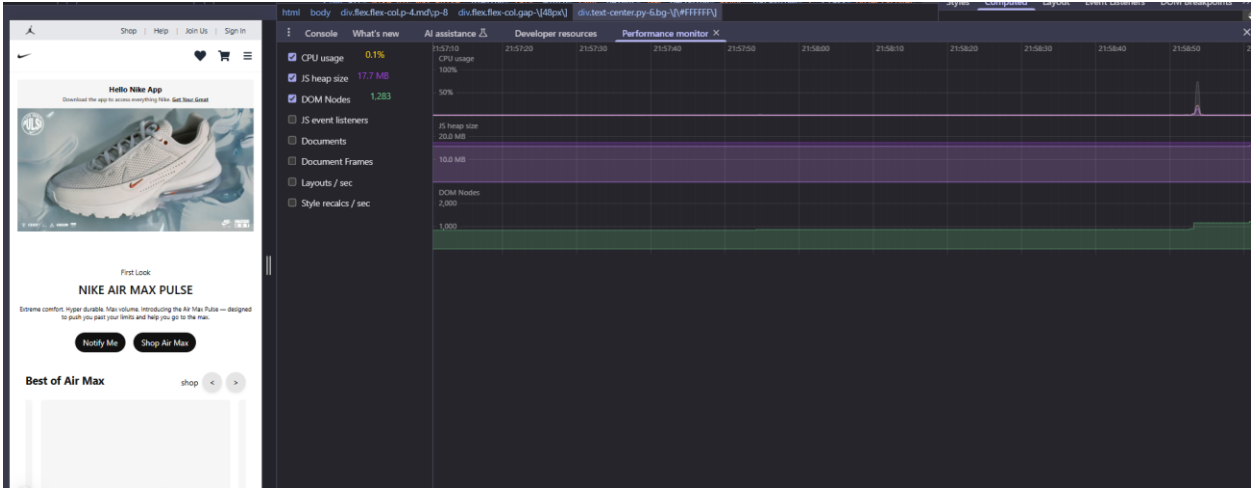 Shop | Help | Join Us | Sign In
Hello Nike App
Download the app to access everything Nike. Get Your Great
PULSE
First Look
NIKE AIR MAX PULSE
Extreme comfort. Hyper durable. Max volume. Introducing the Air Max Pulse — designed
to push you past your limits and help you go to the max.
Notify Me
Shop Air Max
Best of Air Max
shop < >
Styles Computed Layout Event Listeners DOM Breakpoints
html body div.flex.flex-col.p-4.md\:p-8 div.flex.flex-col.gap-\[48px\] div.text-center.py-6.bg-\[\#FFFFFF\]
Console What's new AI assistance Developer resources Performance monitor ×
CPU usage 0.1%
JS heap size 17.7 MB
DOM Nodes 1,283
JS event listeners
Documents
Document Frames
Layouts / sec
Style recalcs / sec
21:57:10 21:57:20 21:57:30 21:57:40 21:57:50 21:58:00 21:58:10 21:58:20 21:58:30 21:58:40 21:58:50
CPU usage
100%
50%
JS heap size
20.0 MB
10.0 MB
DOM Nodes
2,000
1,000